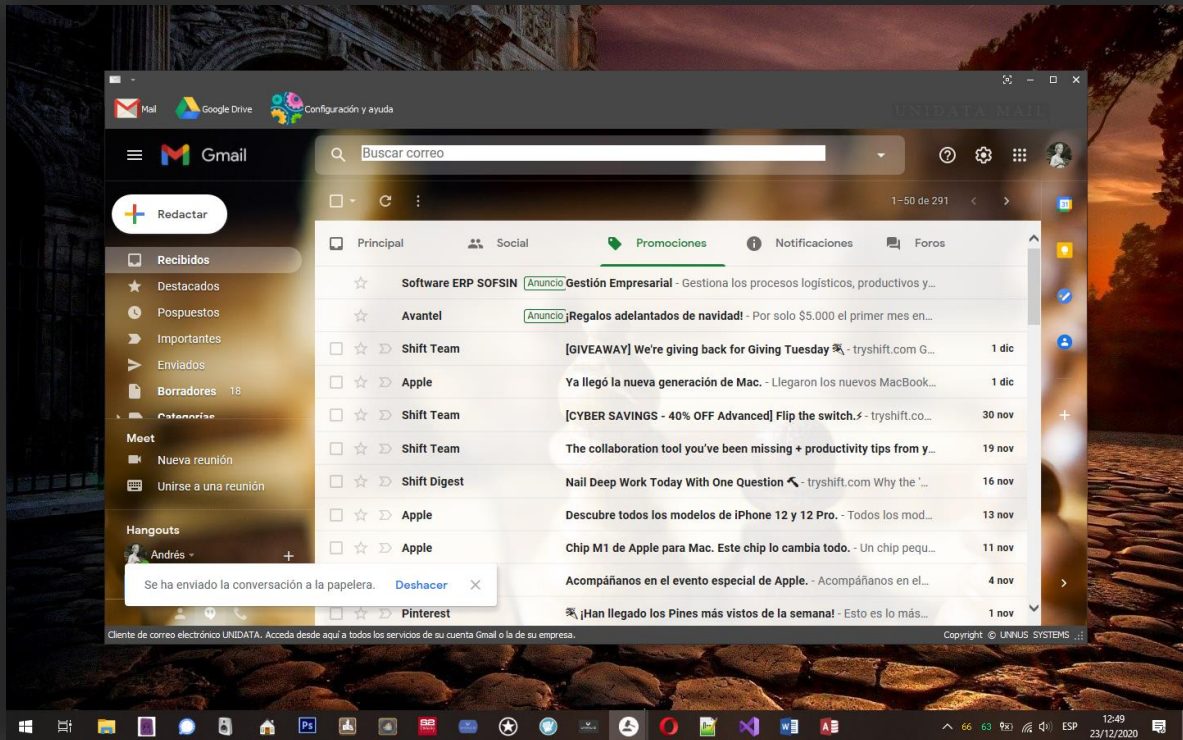 Mail
Google Drive
Configuración y ayuda
UNIDATA MAIL
Gmail
Buscar correo
Redactar
1–50 de 291
31
Principal
Social
Promociones
Notificaciones
Foros
Recibidos
Destacados
Pospuestos
Importantes
Enviados
Borradores 18
Categorías
Meet
Nueva reunión
Unirse a una reunión
Hangouts
Andrés
Software ERP SOFSIN Anuncio Gestión Empresarial - Gestiona los procesos logísticos, productivos y…
Avantel Anuncio ¡Regalos adelantados de navidad! - Por solo $5.000 el primer mes en…
Shift Team [GIVEAWAY] We're giving back for Giving Tuesday - tryshift.com G… 1 dic
Apple Ya llegó la nueva generación de Mac. - Llegaron los nuevos MacBook… 1 dic
Shift Team [CYBER SAVINGS - 40% OFF Advanced] Flip the switch.⚡ - tryshift.co… 30 nov
Shift Team The collaboration tool you've been missing + productivity tips from y… 19 nov
Shift Digest Nail Deep Work Today With One Question 🔨 - tryshift.com Why the '… 16 nov
Apple Descubre todos los modelos de iPhone 12 y 12 Pro. - Todos los mod… 13 nov
Apple Chip M1 de Apple para Mac. Este chip lo cambia todo. - Un chip pequ… 11 nov
Acompáñanos en el evento especial de Apple. - Acompáñanos en el… 4 nov
Pinterest ¡Han llegado los Pines más vistos de la semana! - Esto es lo más… 1 nov
Se ha enviado la conversación a la papelera. Deshacer
Cliente de correo electrónico UNIDATA. Acceda desde aquí a todos los servicios de su cuenta Gmail o la de su empresa.
Copyright © UNNUS SYSTEMS
Ps
66 63
ESP
12:49
23/12/2020